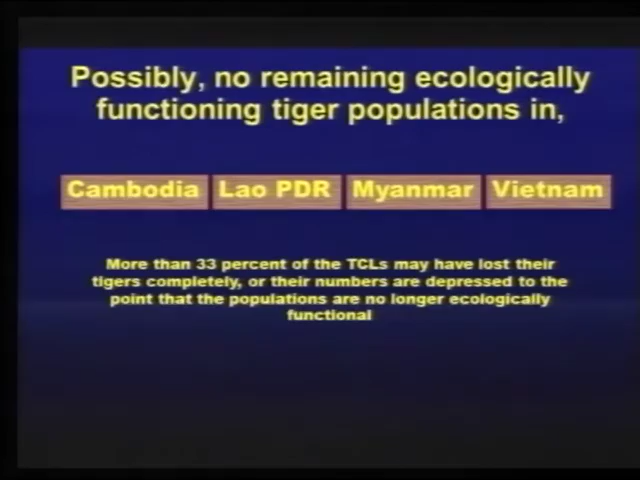 Possibly, no remaining ecologically
functioning tiger populations in,
Cambodia Lao PDR Myanmar Vietnam
More than 33 percent of the TCLs may have lost their
tigers completely, or their numbers are depressed to the
point that the populations are no longer ecologically
functional